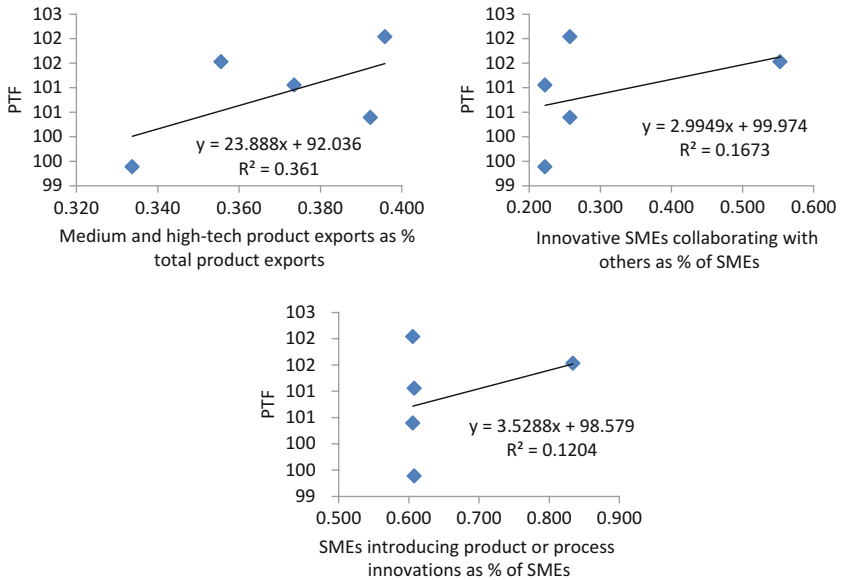 103
102
102
101
101
100
100
99
PTF
y = 23.888x + 92.036
R² = 0.361
0.320 0.340 0.360 0.380 0.400
Medium and high-tech product exports as %
total product exports
103
102
102
101
101
100
100
99
PTF
y = 2.9949x + 99.974
R² = 0.1673
0.200 0.300 0.400 0.500 0.600
Innovative SMEs collaborating with
others as % of SMEs
103
102
102
101
101
100
100
99
PTF
y = 3.5288x + 98.579
R² = 0.1204
0.500 0.600 0.700 0.800 0.900
SMEs introducing product or process
innovations as % of SMEs